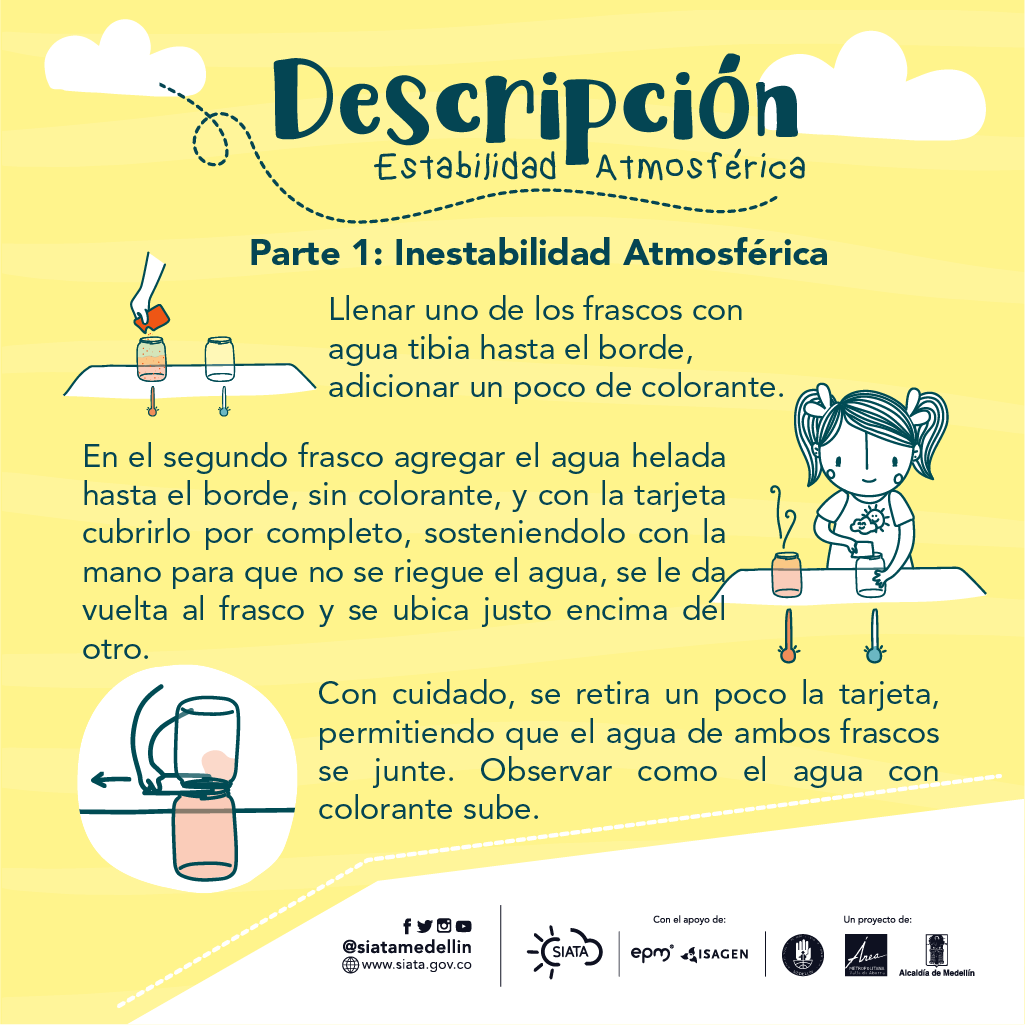 Descripción
Estabilidad Atmosférica
Parte 1: Inestabilidad Atmosférica
Llenar uno de los frascos con
agua tibia hasta el borde,
adicionar un poco de colorante.
En el segundo frasco agregar el agua helada
hasta el borde, sin colorante, y con la tarjeta
cubrirlo por completo, sosteniendolo con la
mano para que no se riegue el agua, se le da
vuelta al frasco y se ubica justo encima del
otro.
Con cuidado, se retira un poco la tarjeta,
permitiendo que el agua de ambos frascos
se junte. Observar como el agua con
colorante sube.
@siatamedellin
www.siata.gov.co
SIATA
Con el apoyo de:
epm
ISAGEN
Un proyecto de:
Área
METROPOLITANA
Valle de Aburrá
Alcaldía de Medellín